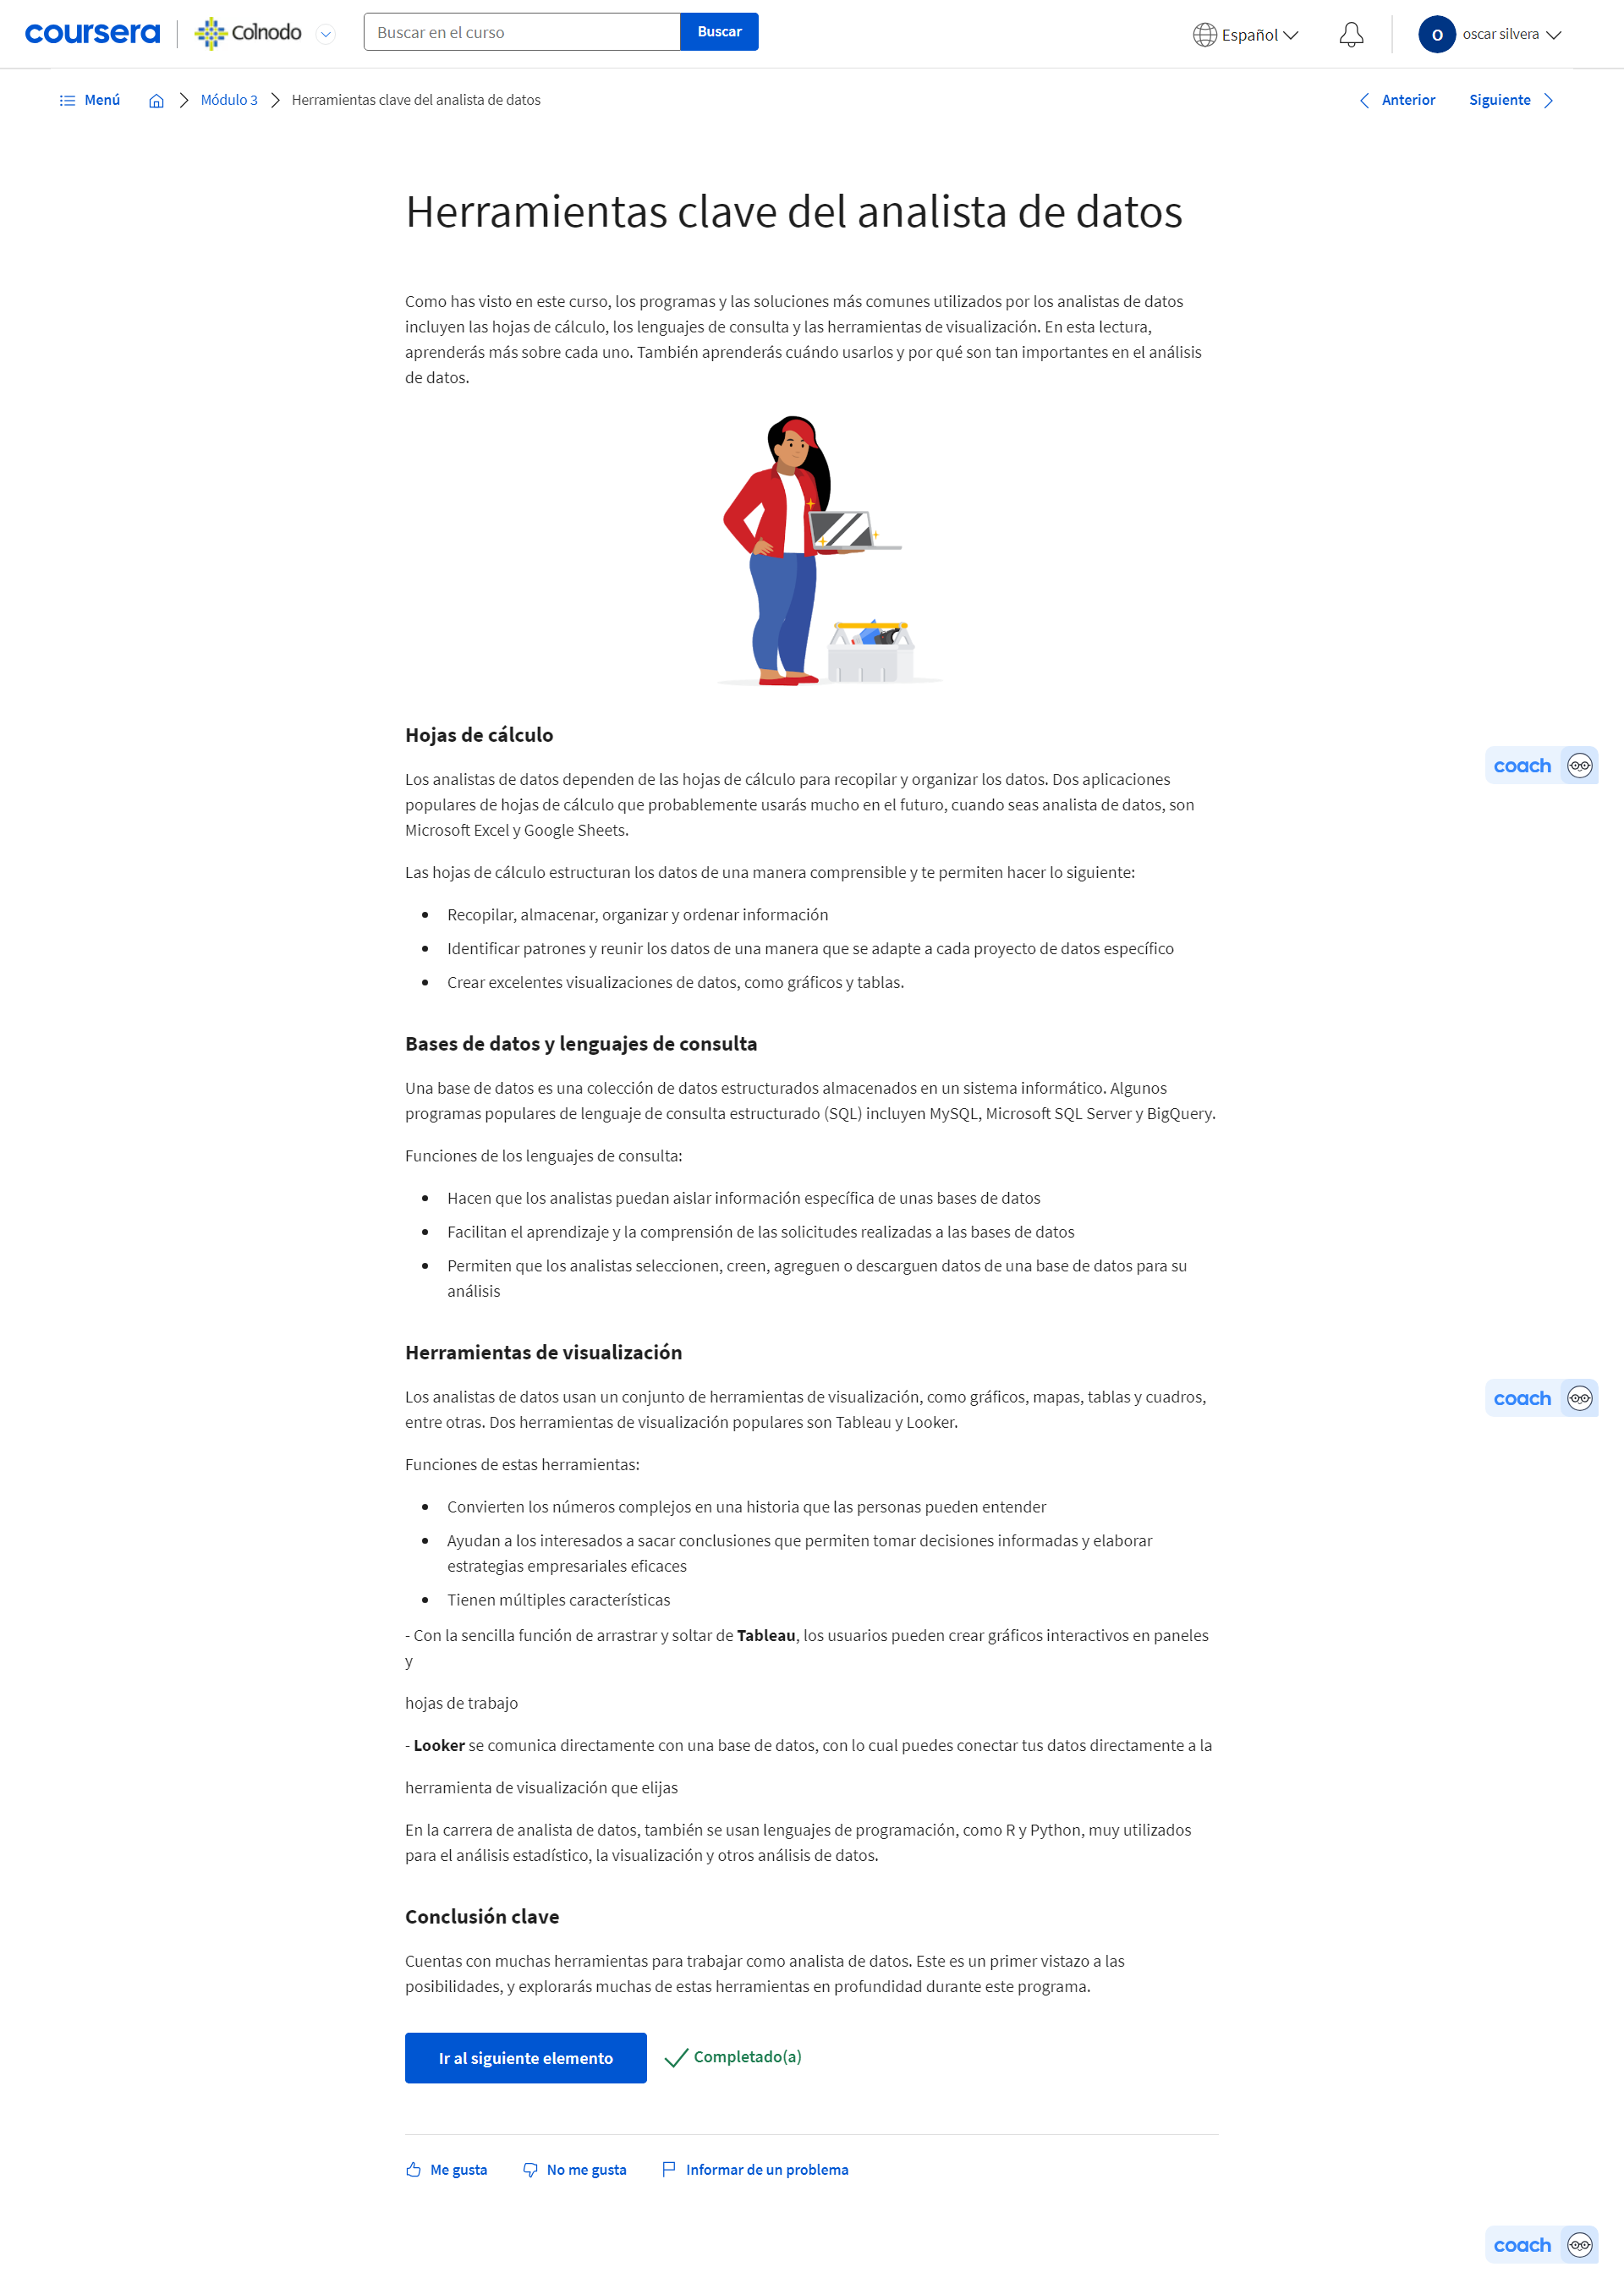 coursera Colnodo Buscar en el curso Buscar Español O oscar silvera
Menú Módulo 3 Herramientas clave del analista de datos Anterior Siguiente
Herramientas clave del analista de datos
Como has visto en este curso, los programas y las soluciones más comunes utilizados por los analistas de datos
incluyen las hojas de cálculo, los lenguajes de consulta y las herramientas de visualización. En esta lectura,
aprenderás más sobre cada uno. También aprenderás cuándo usarlos y por qué son tan importantes en el análisis
de datos.
Hojas de cálculo
coach
Los analistas de datos dependen de las hojas de cálculo para recopilar y organizar los datos. Dos aplicaciones
populares de hojas de cálculo que probablemente usarás mucho en el futuro, cuando seas analista de datos, son
Microsoft Excel y Google Sheets.
Las hojas de cálculo estructuran los datos de una manera comprensible y te permiten hacer lo siguiente:
• Recopilar, almacenar, organizar y ordenar información
• Identificar patrones y reunir los datos de una manera que se adapte a cada proyecto de datos específico
• Crear excelentes visualizaciones de datos, como gráficos y tablas.
Bases de datos y lenguajes de consulta
Una base de datos es una colección de datos estructurados almacenados en un sistema informático. Algunos
programas populares de lenguaje de consulta estructurado (SQL) incluyen MySQL, Microsoft SQL Server y BigQuery.
Funciones de los lenguajes de consulta:
• Hacen que los analistas puedan aislar información específica de unas bases de datos
• Facilitan el aprendizaje y la comprensión de las solicitudes realizadas a las bases de datos
• Permiten que los analistas seleccionen, creen, agreguen o descarguen datos de una base de datos para su
análisis
Herramientas de visualización
Los analistas de datos usan un conjunto de herramientas de visualización, como gráficos, mapas, tablas y cuadros,
coach
entre otras. Dos herramientas de visualización populares son Tableau y Looker.
Funciones de estas herramientas:
• Convierten los números complejos en una historia que las personas pueden entender
• Ayudan a los interesados a sacar conclusiones que permiten tomar decisiones informadas y elaborar
estrategias empresariales eficaces
• Tienen múltiples características
- Con la sencilla función de arrastrar y soltar de Tableau, los usuarios pueden crear gráficos interactivos en paneles
y
hojas de trabajo
- Looker se comunica directamente con una base de datos, con lo cual puedes conectar tus datos directamente a la
herramienta de visualización que elijas
En la carrera de analista de datos, también se usan lenguajes de programación, como R y Python, muy utilizados
para el análisis estadístico, la visualización y otros análisis de datos.
Conclusión clave
Cuentas con muchas herramientas para trabajar como analista de datos. Este es un primer vistazo a las
posibilidades, y explorarás muchas de estas herramientas en profundidad durante este programa.
Ir al siguiente elemento Completado(a)
Me gusta No me gusta Informar de un problema
coach